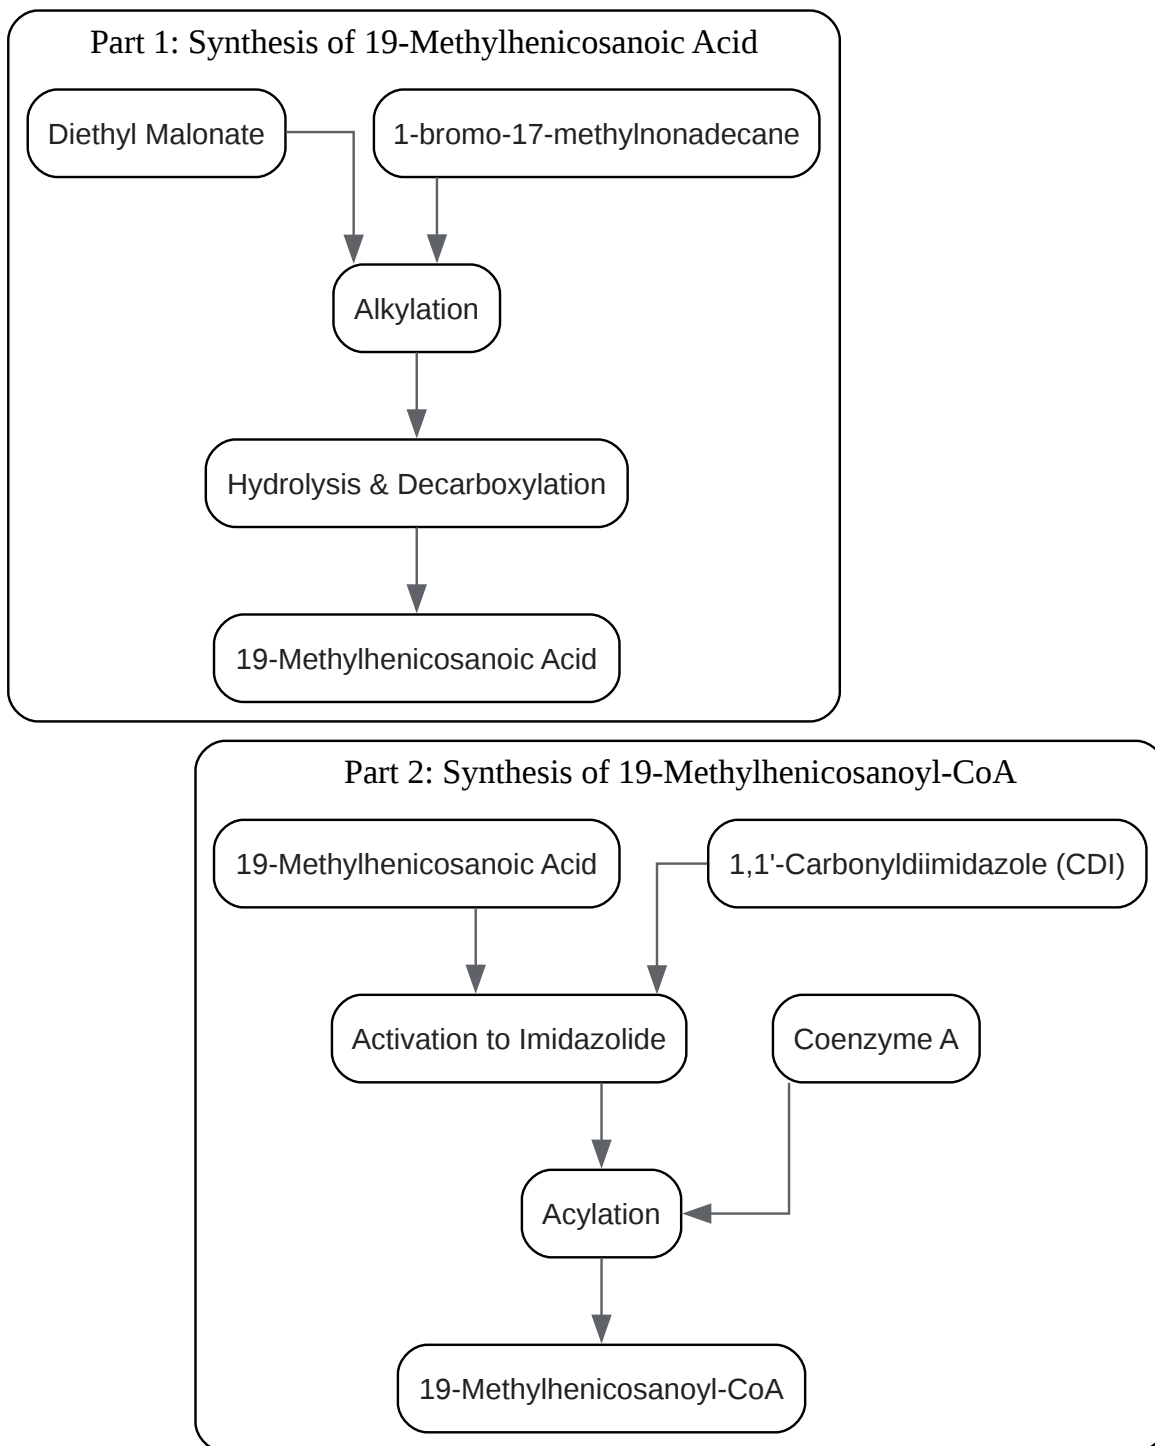 Part 1: Synthesis of 19-Methylhenicosanoic Acid
Diethyl Malonate
1-bromo-17-methylnonadecane
Alkylation
Hydrolysis & Decarboxylation
19-Methylhenicosanoic Acid
Part 2: Synthesis of 19-Methylhenicosanoyl-CoA
19-Methylhenicosanoic Acid
1,1'-Carbonyldiimidazole (CDI)
Activation to Imidazolide
Coenzyme A
Acylation
19-Methylhenicosanoyl-CoA